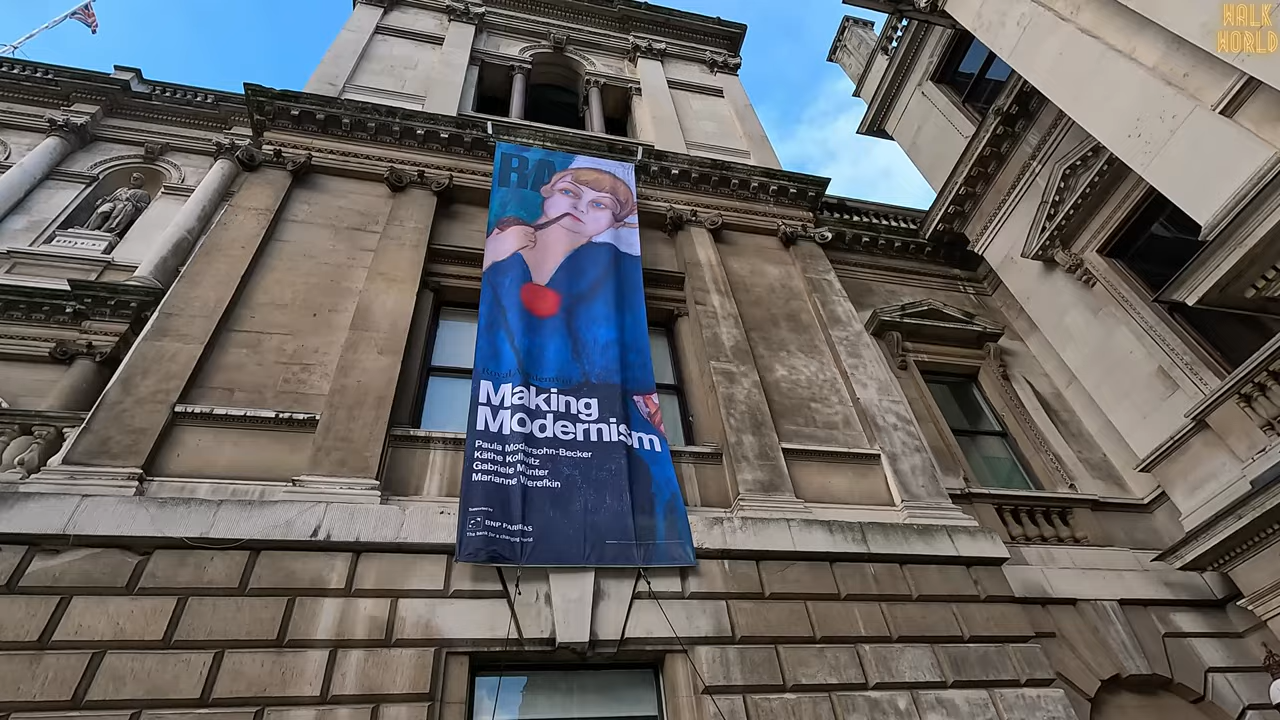 WALK
WORLD
RA
Royal Academy of
Making
Modernism
Paula Modersohn-Becker
Käthe Kollwitz
Gabriele Münter
Marianne Werefkin
Supported by
BNP PARIBAS
The bank for a changing world